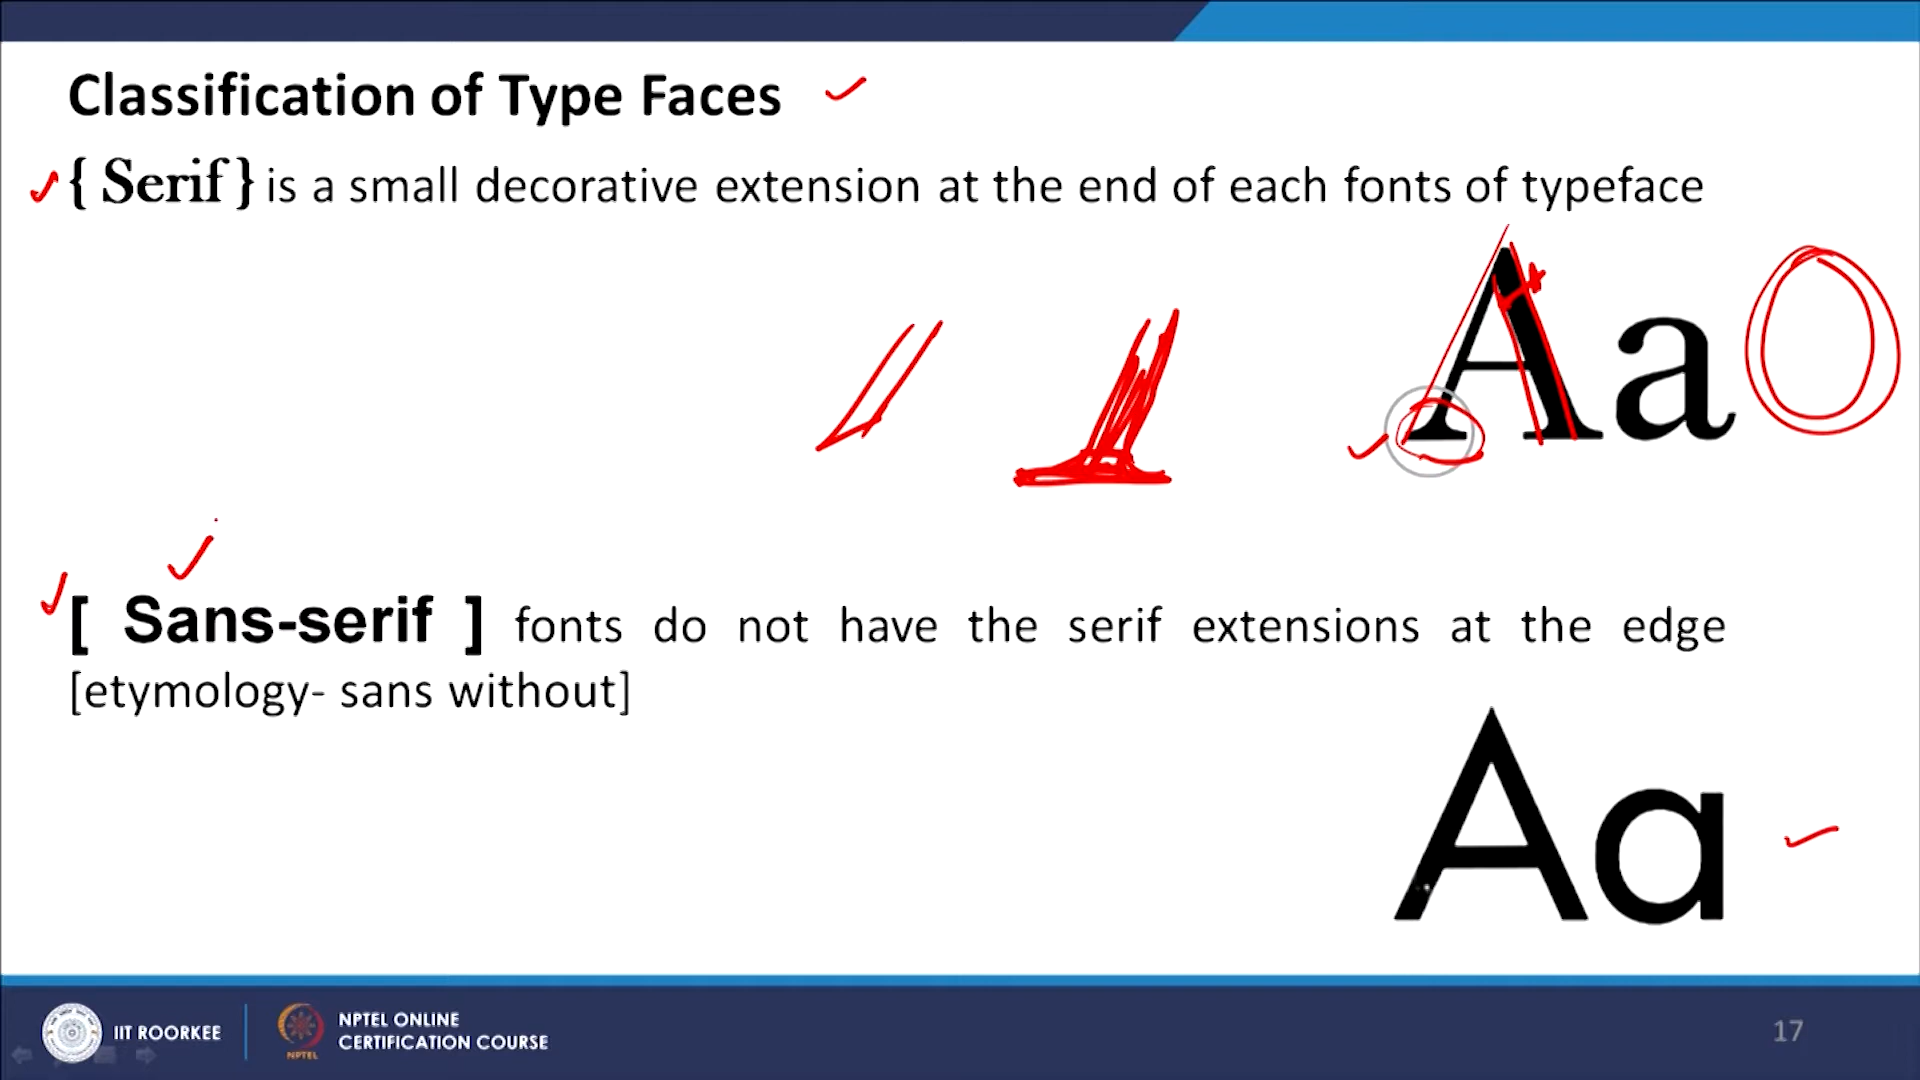 Classification of Type Faces
{ Serif } is a small decorative extension at the end of each fonts of typeface
Aa
[ Sans-serif ] fonts do not have the serif extensions at the edge
[etymology- sans without]
Aa
IIT ROORKEE
NPTEL
NPTEL ONLINE
CERTIFICATION COURSE
17